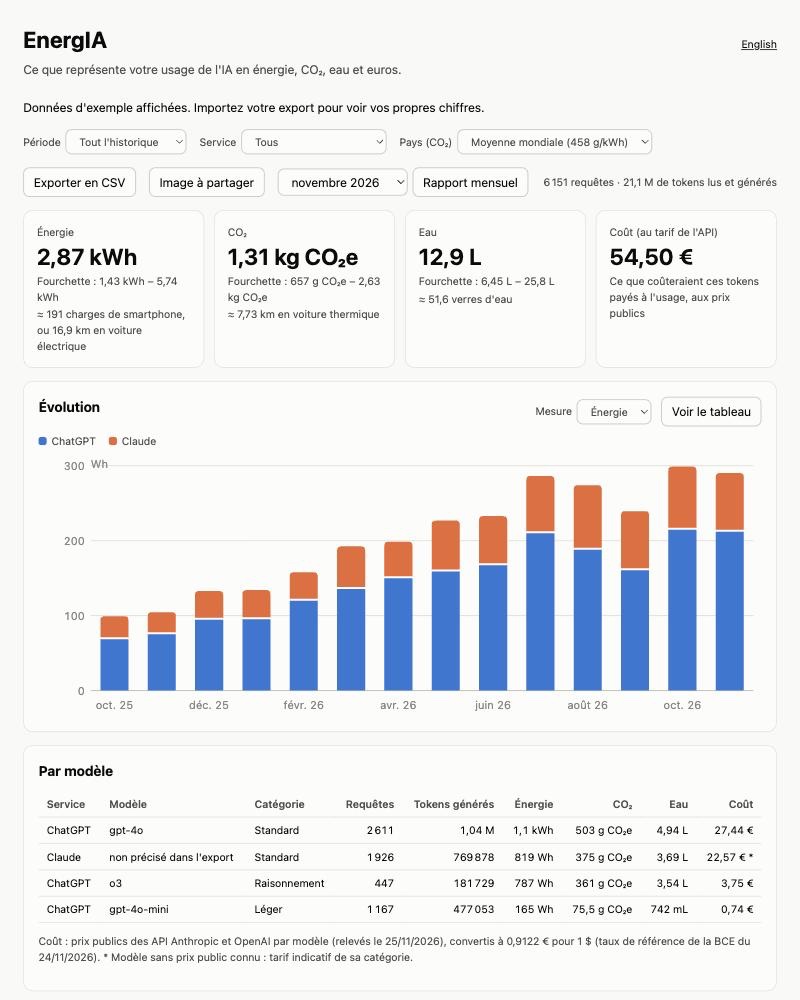 EnergIA
English
Ce que représente votre usage de l'IA en énergie, CO₂, eau et euros.
Données d'exemple affichées. Importez votre export pour voir vos propres chiffres.
Période Tout l'historique Service Tous Pays (CO₂) Moyenne mondiale (458 g/kWh)
Exporter en CSV Image à partager novembre 2026 Rapport mensuel 6 151 requêtes · 21,1 M de tokens lus et générés
Énergie
2,87 kWh
Fourchette : 1,43 kWh – 5,74
kWh
≈ 191 charges de smartphone,
ou 16,9 km en voiture
électrique
CO₂
1,31 kg CO₂e
Fourchette : 657 g CO₂e – 2,63
kg CO₂e
≈ 7,73 km en voiture thermique
Eau
12,9 L
Fourchette : 6,45 L – 25,8 L
≈ 51,6 verres d'eau
Coût (au tarif de l'API)
54,50 €
Ce que coûteraient ces tokens
payés à l'usage, aux prix
publics
Évolution
Mesure Énergie Voir le tableau
ChatGPT Claude
300 Wh
200
100
0
oct. 25 déc. 25 févr. 26 avr. 26 juin 26 août 26 oct. 26
Par modèle
Service Modèle Catégorie Requêtes Tokens générés Énergie CO₂ Eau Coût
ChatGPT gpt-4o Standard 2 611 1,04 M 1,1 kWh 503 g CO₂e 4,94 L 27,44 €
Claude non précisé dans l'export Standard 1 926 769 878 819 Wh 375 g CO₂e 3,69 L 22,57 € *
ChatGPT o3 Raisonnement 447 181 729 787 Wh 361 g CO₂e 3,54 L 3,75 €
ChatGPT gpt-4o-mini Léger 1 167 477 053 165 Wh 75,5 g CO₂e 742 mL 0,74 €
Coût : prix publics des API Anthropic et OpenAI par modèle (relevés le 25/11/2026), convertis à 0,9122 € pour 1 $ (taux de référence de la BCE du
24/11/2026). * Modèle sans prix public connu : tarif indicatif de sa catégorie.